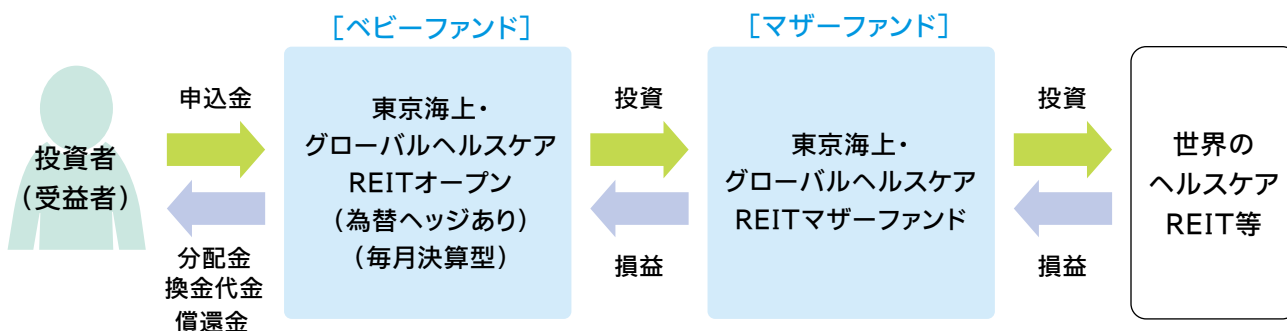 [ベビーファンド]
[マザーファンド]
投資者
(受益者)
申込金
分配金
換金代金
償還金
東京海上・
グローバルヘルスケア
REITオープン
(為替ヘッジあり)
(毎月決算型)
投資
損益
東京海上・
グローバルヘルスケア
REITマザーファンド
投資
損益
世界の
ヘルスケア
REIT等